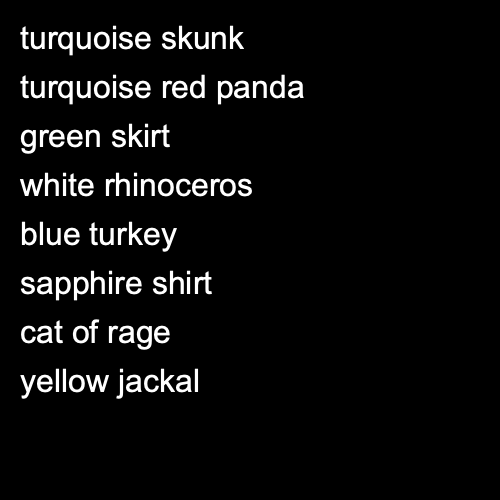 turquoise skunk
turquoise red panda
green skirt
white rhinoceros
blue turkey
sapphire shirt
cat of rage
yellow jackal